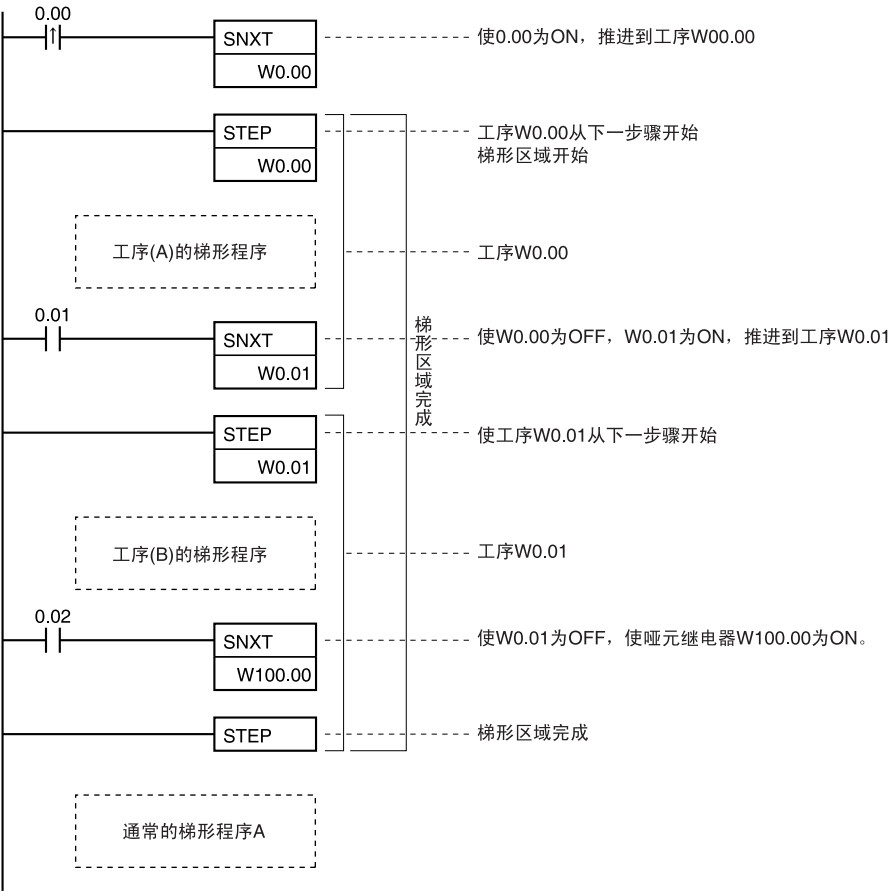 0.00
SNXT
W0.00
使0.00为ON，推进到工序W00.00
STEP
W0.00
工序W0.00从下一步骤开始
梯形区域开始
工序(A)的梯形程序
工序W0.00
0.01
SNXT
W0.01
使W0.00为OFF，W0.01为ON，推进到工序W0.01
梯形区域完成
STEP
W0.01
使工序W0.01从下一步骤开始
工序(B)的梯形程序
工序W0.01
0.02
SNXT
W100.00
使W0.01为OFF，使哑元继电器W100.00为ON。
STEP
梯形区域完成
通常的梯形程序A